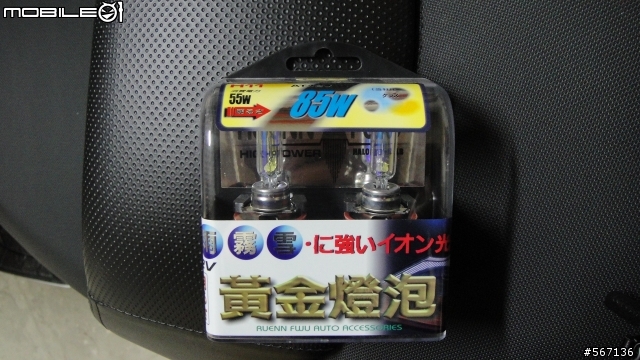 MOBILE01
55W
85W
HIGH POWER
雨霧雪・に強いイオン光
黃金燈泡
RUENN FWU AUTO ACCESSORIES
#567136